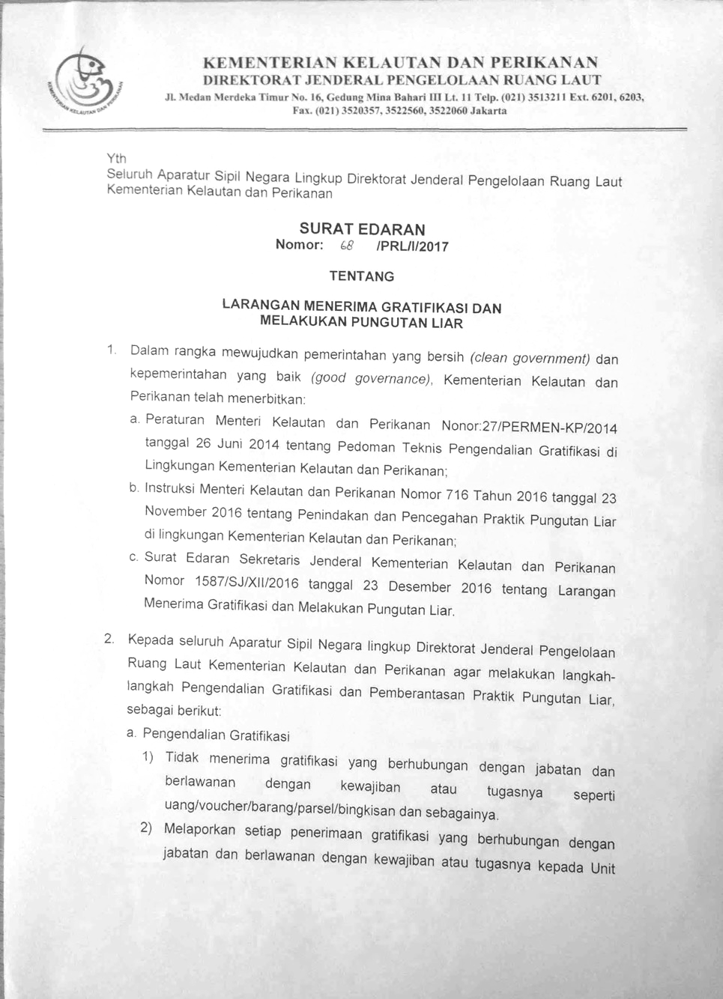 KEMENTERIAN KELAUTAN DAN PERIKANAN
DIREKTORAT JENDERAL PENGELOLAAN RUANG LAUT
Jl. Medan Merdeka Timur No. 16, Gedung Mina Bahari III Lt. 11 Telp. (021) 3513211 Ext. 6201, 6203,
Fax. (021) 3520357, 3522560, 3522060 Jakarta
KEMENTERIAN KELAUTAN DAN PERIKANAN
Yth
Seluruh Aparatur Sipil Negara Lingkup Direktorat Jenderal Pengelolaan Ruang Laut
Kementerian Kelautan dan Perikanan
SURAT EDARAN
Nomor: 68 /PRL/I/2017
TENTANG
LARANGAN MENERIMA GRATIFIKASI DAN
MELAKUKAN PUNGUTAN LIAR
1. Dalam rangka mewujudkan pemerintahan yang bersih (clean government) dan
kepemerintahan yang baik (good governance), Kementerian Kelautan dan
Perikanan telah menerbitkan:
a. Peraturan Menteri Kelautan dan Perikanan Nonor:27/PERMEN-KP/2014
tanggal 26 Juni 2014 tentang Pedoman Teknis Pengendalian Gratifikasi di
Lingkungan Kementerian Kelautan dan Perikanan;
b. Instruksi Menteri Kelautan dan Perikanan Nomor 716 Tahun 2016 tanggal 23
November 2016 tentang Penindakan dan Pencegahan Praktik Pungutan Liar
di lingkungan Kementerian Kelautan dan Perikanan;
c. Surat Edaran Sekretaris Jenderal Kementerian Kelautan dan Perikanan
Nomor 1587/SJ/XII/2016 tanggal 23 Desember 2016 tentang Larangan
Menerima Gratifikasi dan Melakukan Pungutan Liar.
2. Kepada seluruh Aparatur Sipil Negara lingkup Direktorat Jenderal Pengelolaan
Ruang Laut Kementerian Kelautan dan Perikanan agar melakukan langkah-
langkah Pengendalian Gratifikasi dan Pemberantasan Praktik Pungutan Liar,
sebagai berikut:
a. Pengendalian Gratifikasi
1) Tidak menerima gratifikasi yang berhubungan dengan jabatan dan
berlawanan dengan kewajiban atau tugasnya seperti
uang/voucher/barang/parsel/bingkisan dan sebagainya.
2) Melaporkan setiap penerimaan gratifikasi yang berhubungan dengan
jabatan dan berlawanan dengan kewajiban atau tugasnya kepada Unit